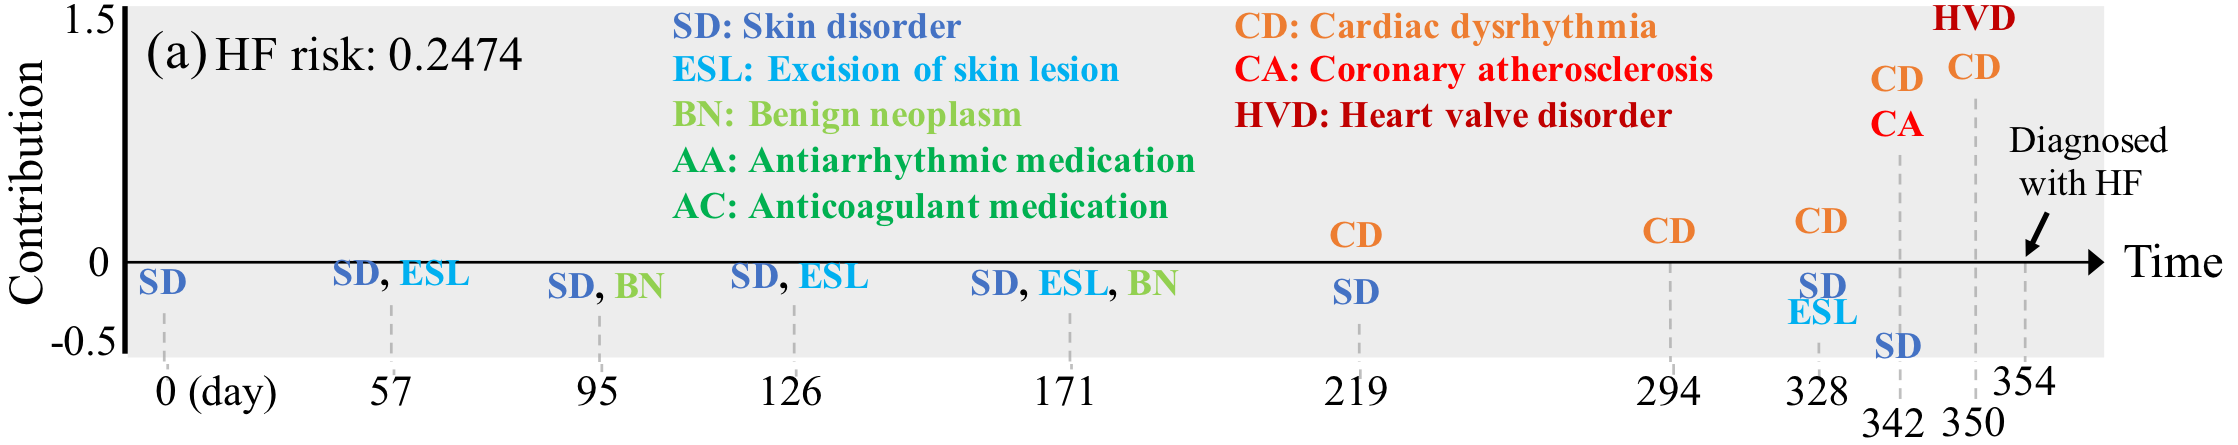 1.5
(a) HF risk: 0.2474
SD: Skin disorder
ESL: Excision of skin lesion
BN: Benign neoplasm
AA: Antiarrhythmic medication
AC: Anticoagulant medication
CD: Cardiac dysrhythmia
CA: Coronary atherosclerosis
HVD: Heart valve disorder
HVD
CD
CD
CA
Diagnosed
with HF
Contribution
CD
CD
CD
0
Time
SD
SD, ESL
SD, BN
SD, ESL
SD, ESL, BN
SD
SD
ESL
SD
-0.5
0 (day)
57
95
126
171
219
294
328
342
350
354